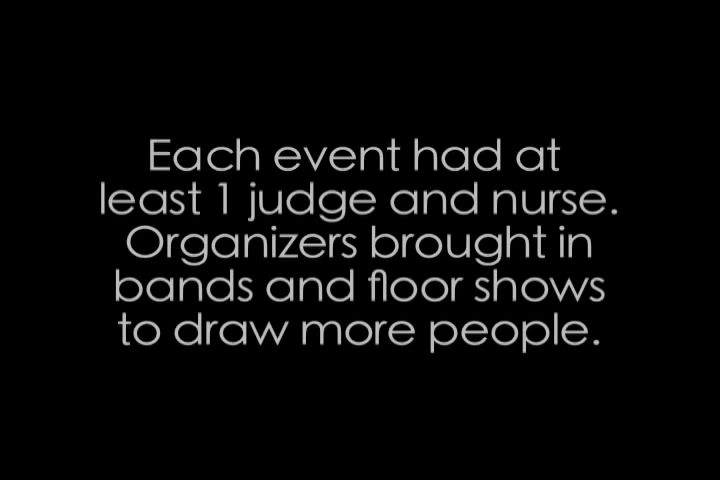 Each event had at
least 1 judge and nurse.
Organizers brought in
bands and floor shows
to draw more people.